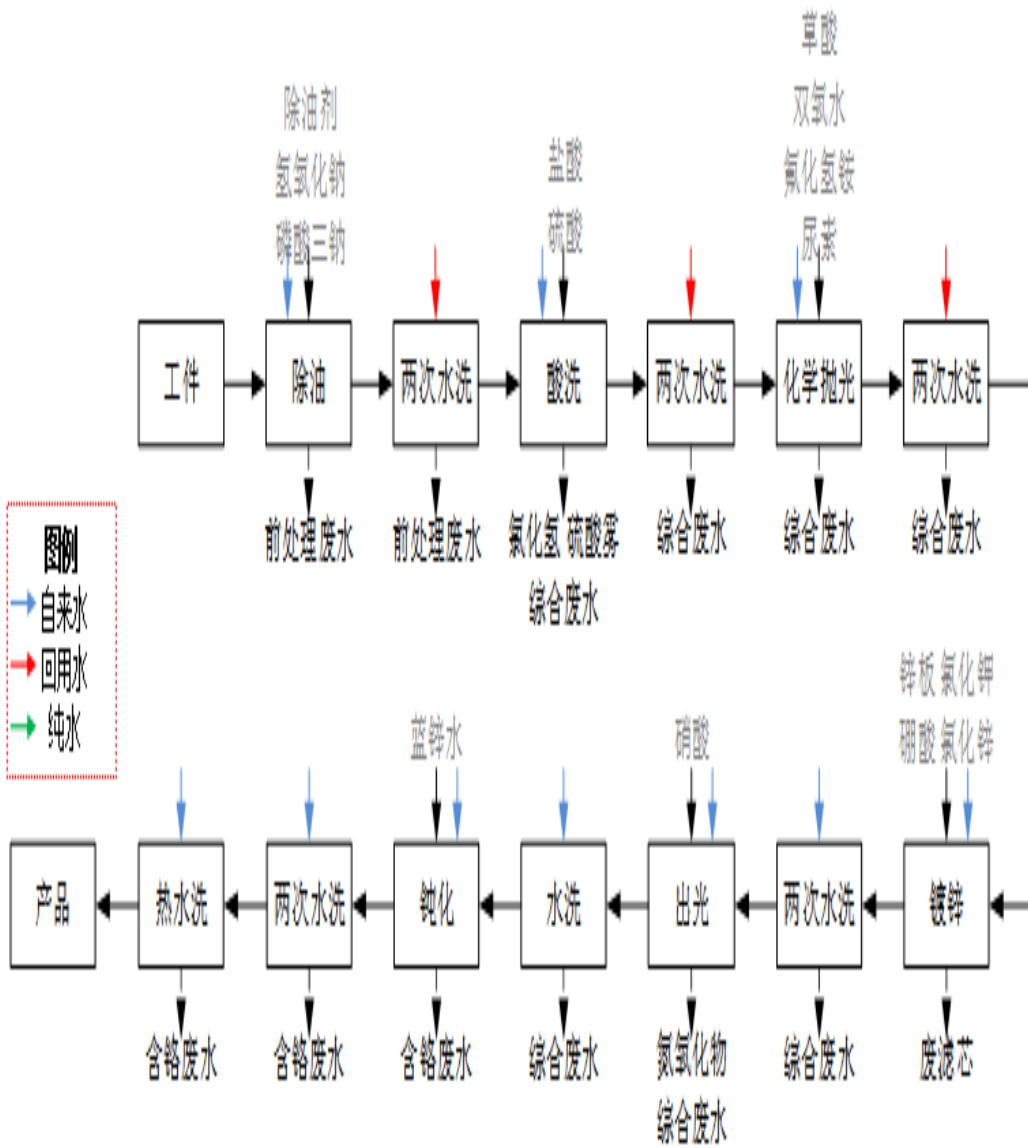 草酸
双氧水
氟化氢铵
尿素
除油剂
氢氧化钠
磷酸三钠
盐酸
硫酸
工件
除油
两次水洗
酸洗
两次水洗
化学抛光
两次水洗
前处理废水
前处理废水
氯化氢 硫酸雾
综合废水
综合废水
综合废水
综合废水
图例
自来水
回用水
纯水
蓝锌水
硝酸
锌板 氯化钾
硼酸 氯化锌
产品
热水洗
两次水洗
钝化
水洗
出光
两次水洗
镀锌
含铬废水
含铬废水
含铬废水
综合废水
氮氧化物
综合废水
综合废水
废滤芯